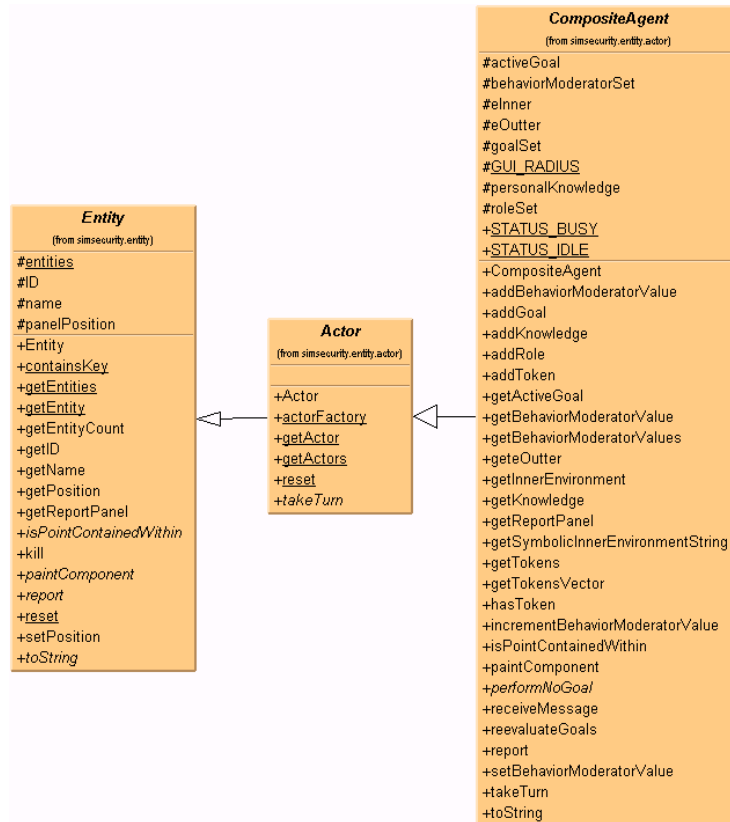 Entity
(from simsecurity.entity)
#entities
#ID
#name
#panelPosition
+Entity
+containsKey
+getEntities
+getEntity
+getEntityCount
+getID
+getName
+getPosition
+getReportPanel
+isPointContainedWithin
+kill
+paintComponent
+report
+reset
+setPosition
+toString
Actor
(from simsecurity.entity.actor)
+Actor
+actorFactory
+getActor
+getActors
+reset
+takeTurn
CompositeAgent
(from simsecurity.entity.actor)
#activeGoal
#behaviorModeratorSet
#eInner
#eOutter
#goalSet
#GUI_RADIUS
#personalKnowledge
#roleSet
+STATUS_BUSY
+STATUS_IDLE
+CompositeAgent
+addBehaviorModeratorValue
+addGoal
+addKnowledge
+addRole
+addToken
+getActiveGoal
+getBehaviorModeratorValue
+getBehaviorModeratorValues
+geteOutter
+getInnerEnvironment
+getKnowledge
+getReportPanel
+getSymbolicInnerEnvironmentString
+getTokens
+getTokensVector
+hasToken
+incrementBehaviorModeratorValue
+isPointContainedWithin
+paintComponent
+performNoGoal
+receiveMessage
+reevaluateGoals
+report
+setBehaviorModeratorValue
+takeTurn
+toString